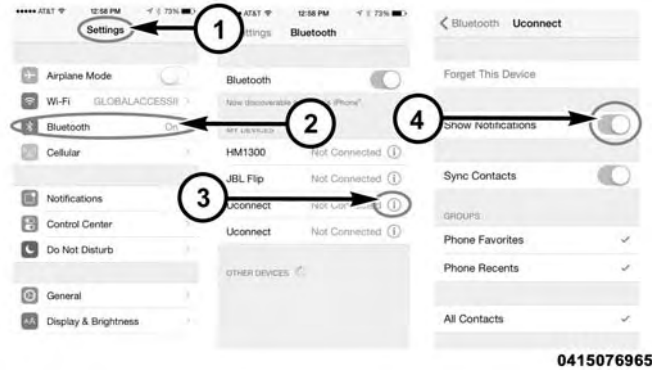 AT&T 12:58 PM 73%
Settings
1
Airplane Mode
Wi-Fi GLOBALACCESSII
Bluetooth On
2
Cellular
Notifications
Control Center
Do Not Disturb
General
Display & Brightness
AT&T 12:58 PM 73%
ttings Bluetooth
Bluetooth
Now discoverable iPhone".
MY DEVICES
HM1300 Not Connected
JBL Flip Not Connected
3
Uconnect Not Connected
Uconnect Not Connected
OTHER DEVICES
Bluetooth Uconnect
Forget This Device
4
Show Notifications
Sync Contacts
GROUPS
Phone Favorites
Phone Recents
All Contacts
0415076965